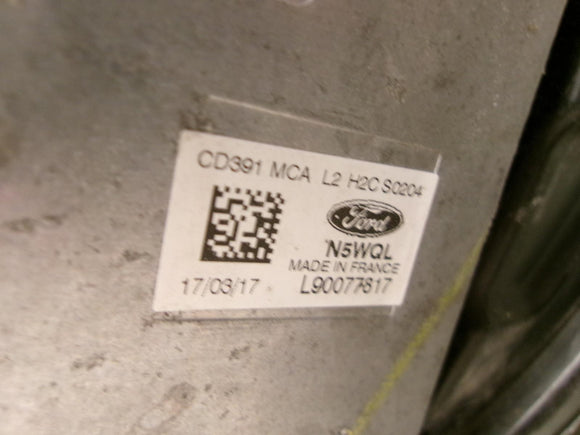 CD391 MCA L2 H2C S0204
Ford
N5WQL
MADE IN FRANCE
17/03/17 L90077617